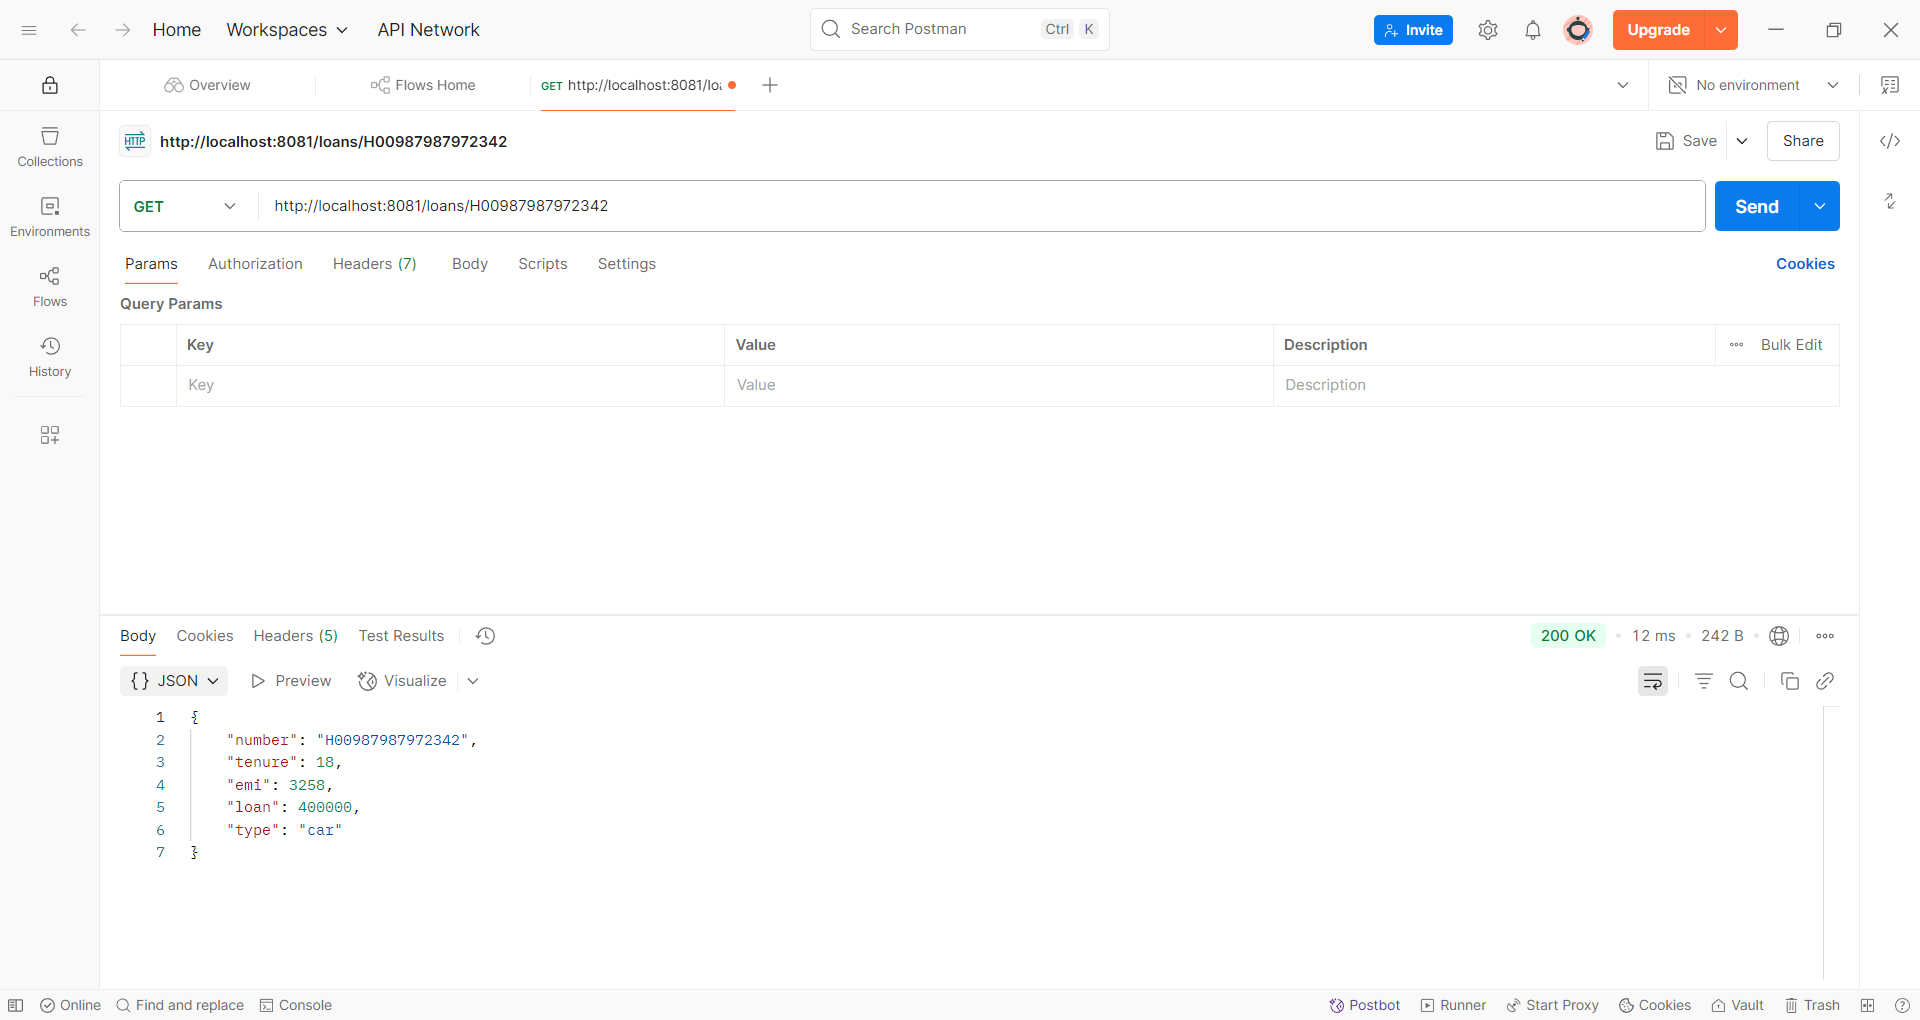 Home Workspaces API Network Search Postman Ctrl K Invite Upgrade
Overview Flows Home GET http://localhost:8081/loa No environment
HTTP http://localhost:8081/loans/H00987987972342 Save Share
GET http://localhost:8081/loans/H00987987972342 Send
Collections
Environments
Flows
History
Params Authorization Headers (7) Body Scripts Settings Cookies
Query Params
Key Value Description Bulk Edit
Key Value Description
Body Cookies Headers (5) Test Results 200 OK • 12 ms • 242 B •
{} JSON Preview Visualize
1 {
2 "number": "H00987987972342",
3 "tenure": 18,
4 "emi": 3258,
5 "loan": 400000,
6 "type": "car"
7 }
Online Find and replace Console Postbot Runner Start Proxy Cookies Vault Trash